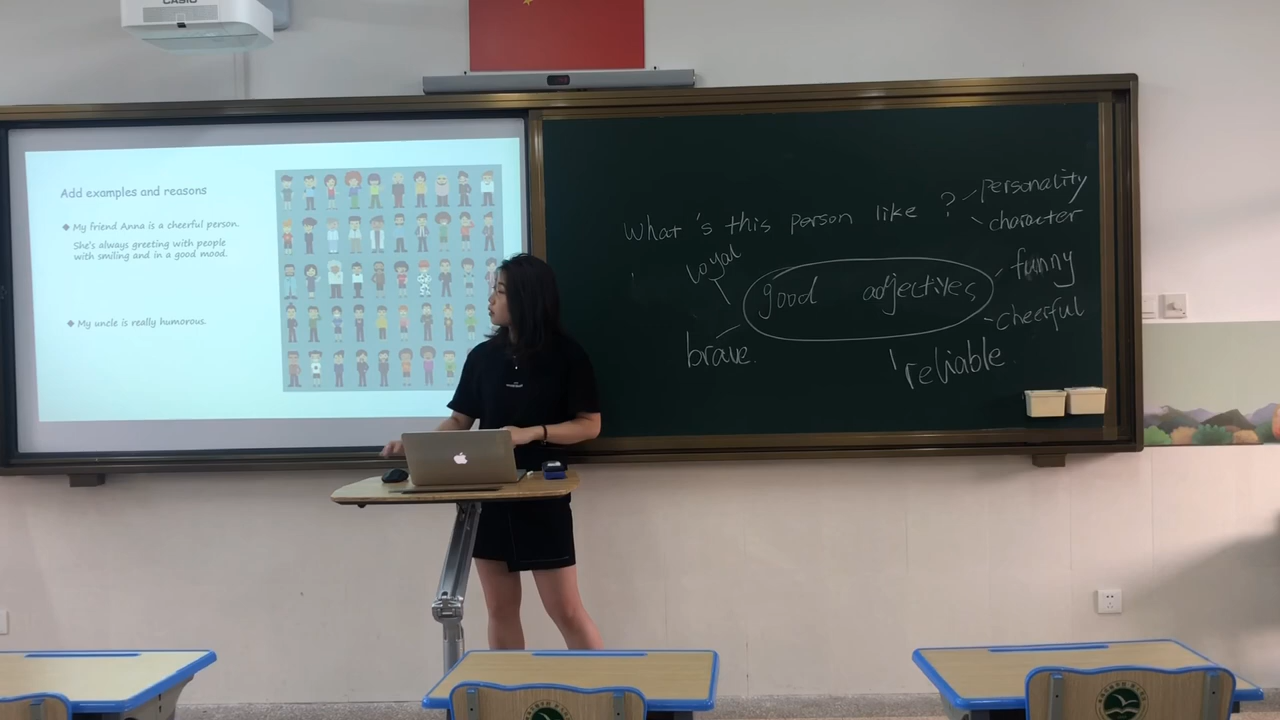 CASIO
Add examples and reasons
◆ My friend Anna is a cheerful person.
She's always greeting with people
with smiling and in a good mood.
◆ My uncle is really humorous.
What's this person like ?
personality
character
loyal
good adjectives
funny
cheerful
brave.
reliable